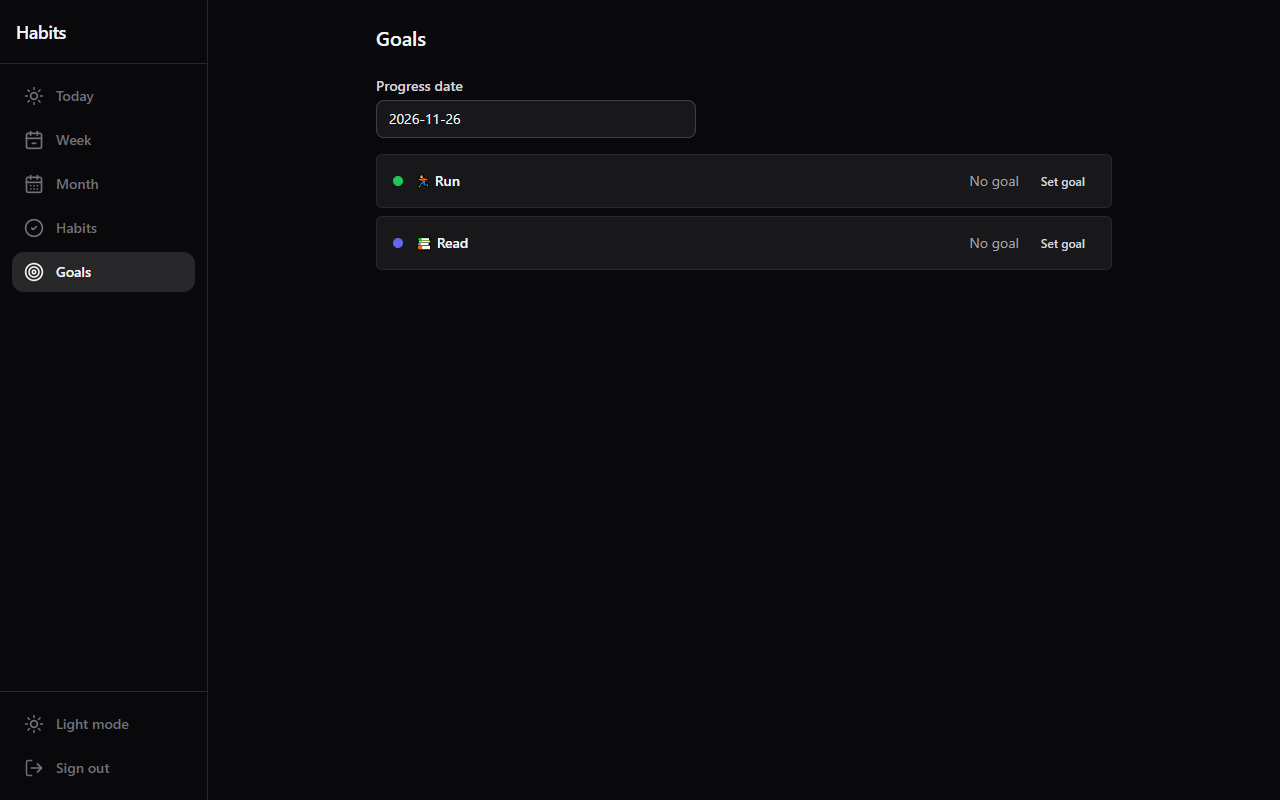 Habits
Today
Week
Month
Habits
Goals
Light mode
Sign out
Goals
Progress date
2026-11-26
🏃 Run No goal Set goal
📚 Read No goal Set goal